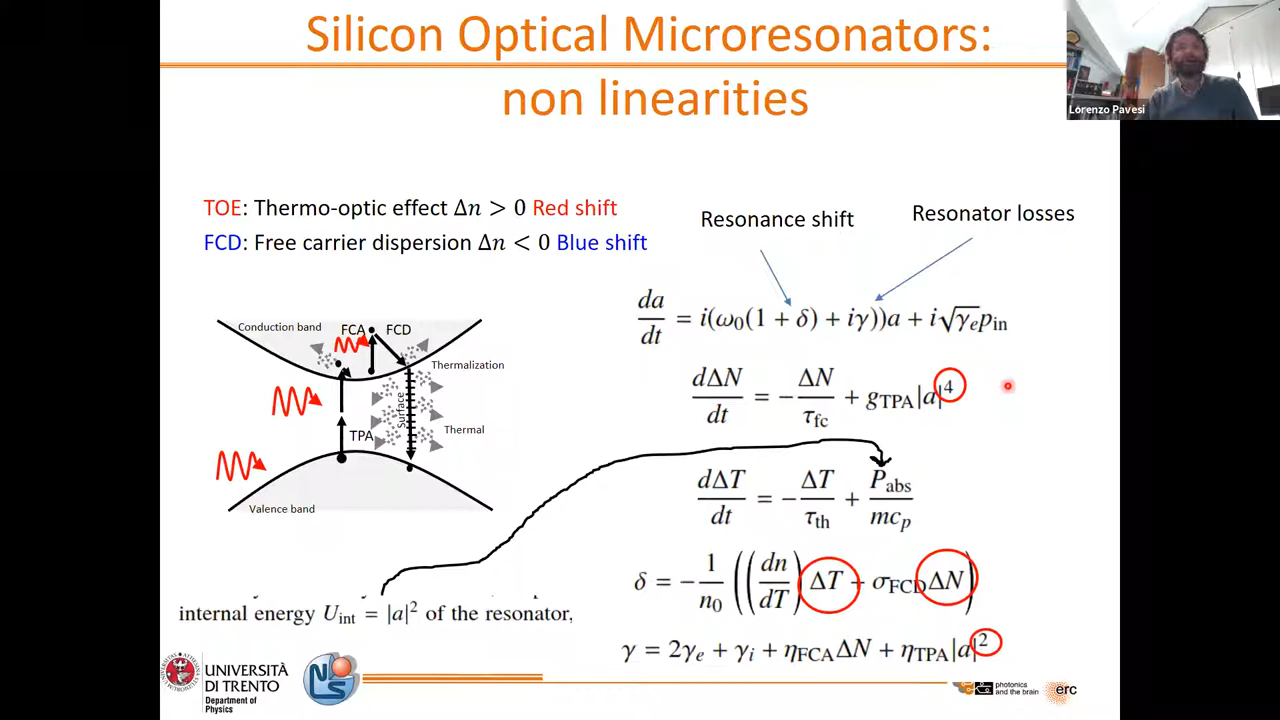 Silicon Optical Microresonators:
non linearities
Lorenzo Pavesi
TOE: Thermo-optic effect Δn > 0 Red shift
FCD: Free carrier dispersion Δn < 0 Blue shift
Resonance shift
Resonator losses
da/dt = i(ω₀(1 + δ) + iγ))a + i√γₑpᵢₙ
dΔN/dt = −ΔN/τ_fc + g_TPA|a|⁴
dΔT/dt = −ΔT/τ_th + P_abs/mc_p
δ = −1/n₀ ((dn/dT) ΔT + σ_FCD ΔN)
γ = 2γₑ + γᵢ + η_FCA ΔN + η_TPA|a|²
Conduction band
FCA
FCD
Thermalization
Surface
TPA
Thermal
Valence band
internal energy U_int = |a|² of the resonator,
UNIVERSITÀ
DI TRENTO
Department of
Physics
NLS
photonics
and the brain
erc